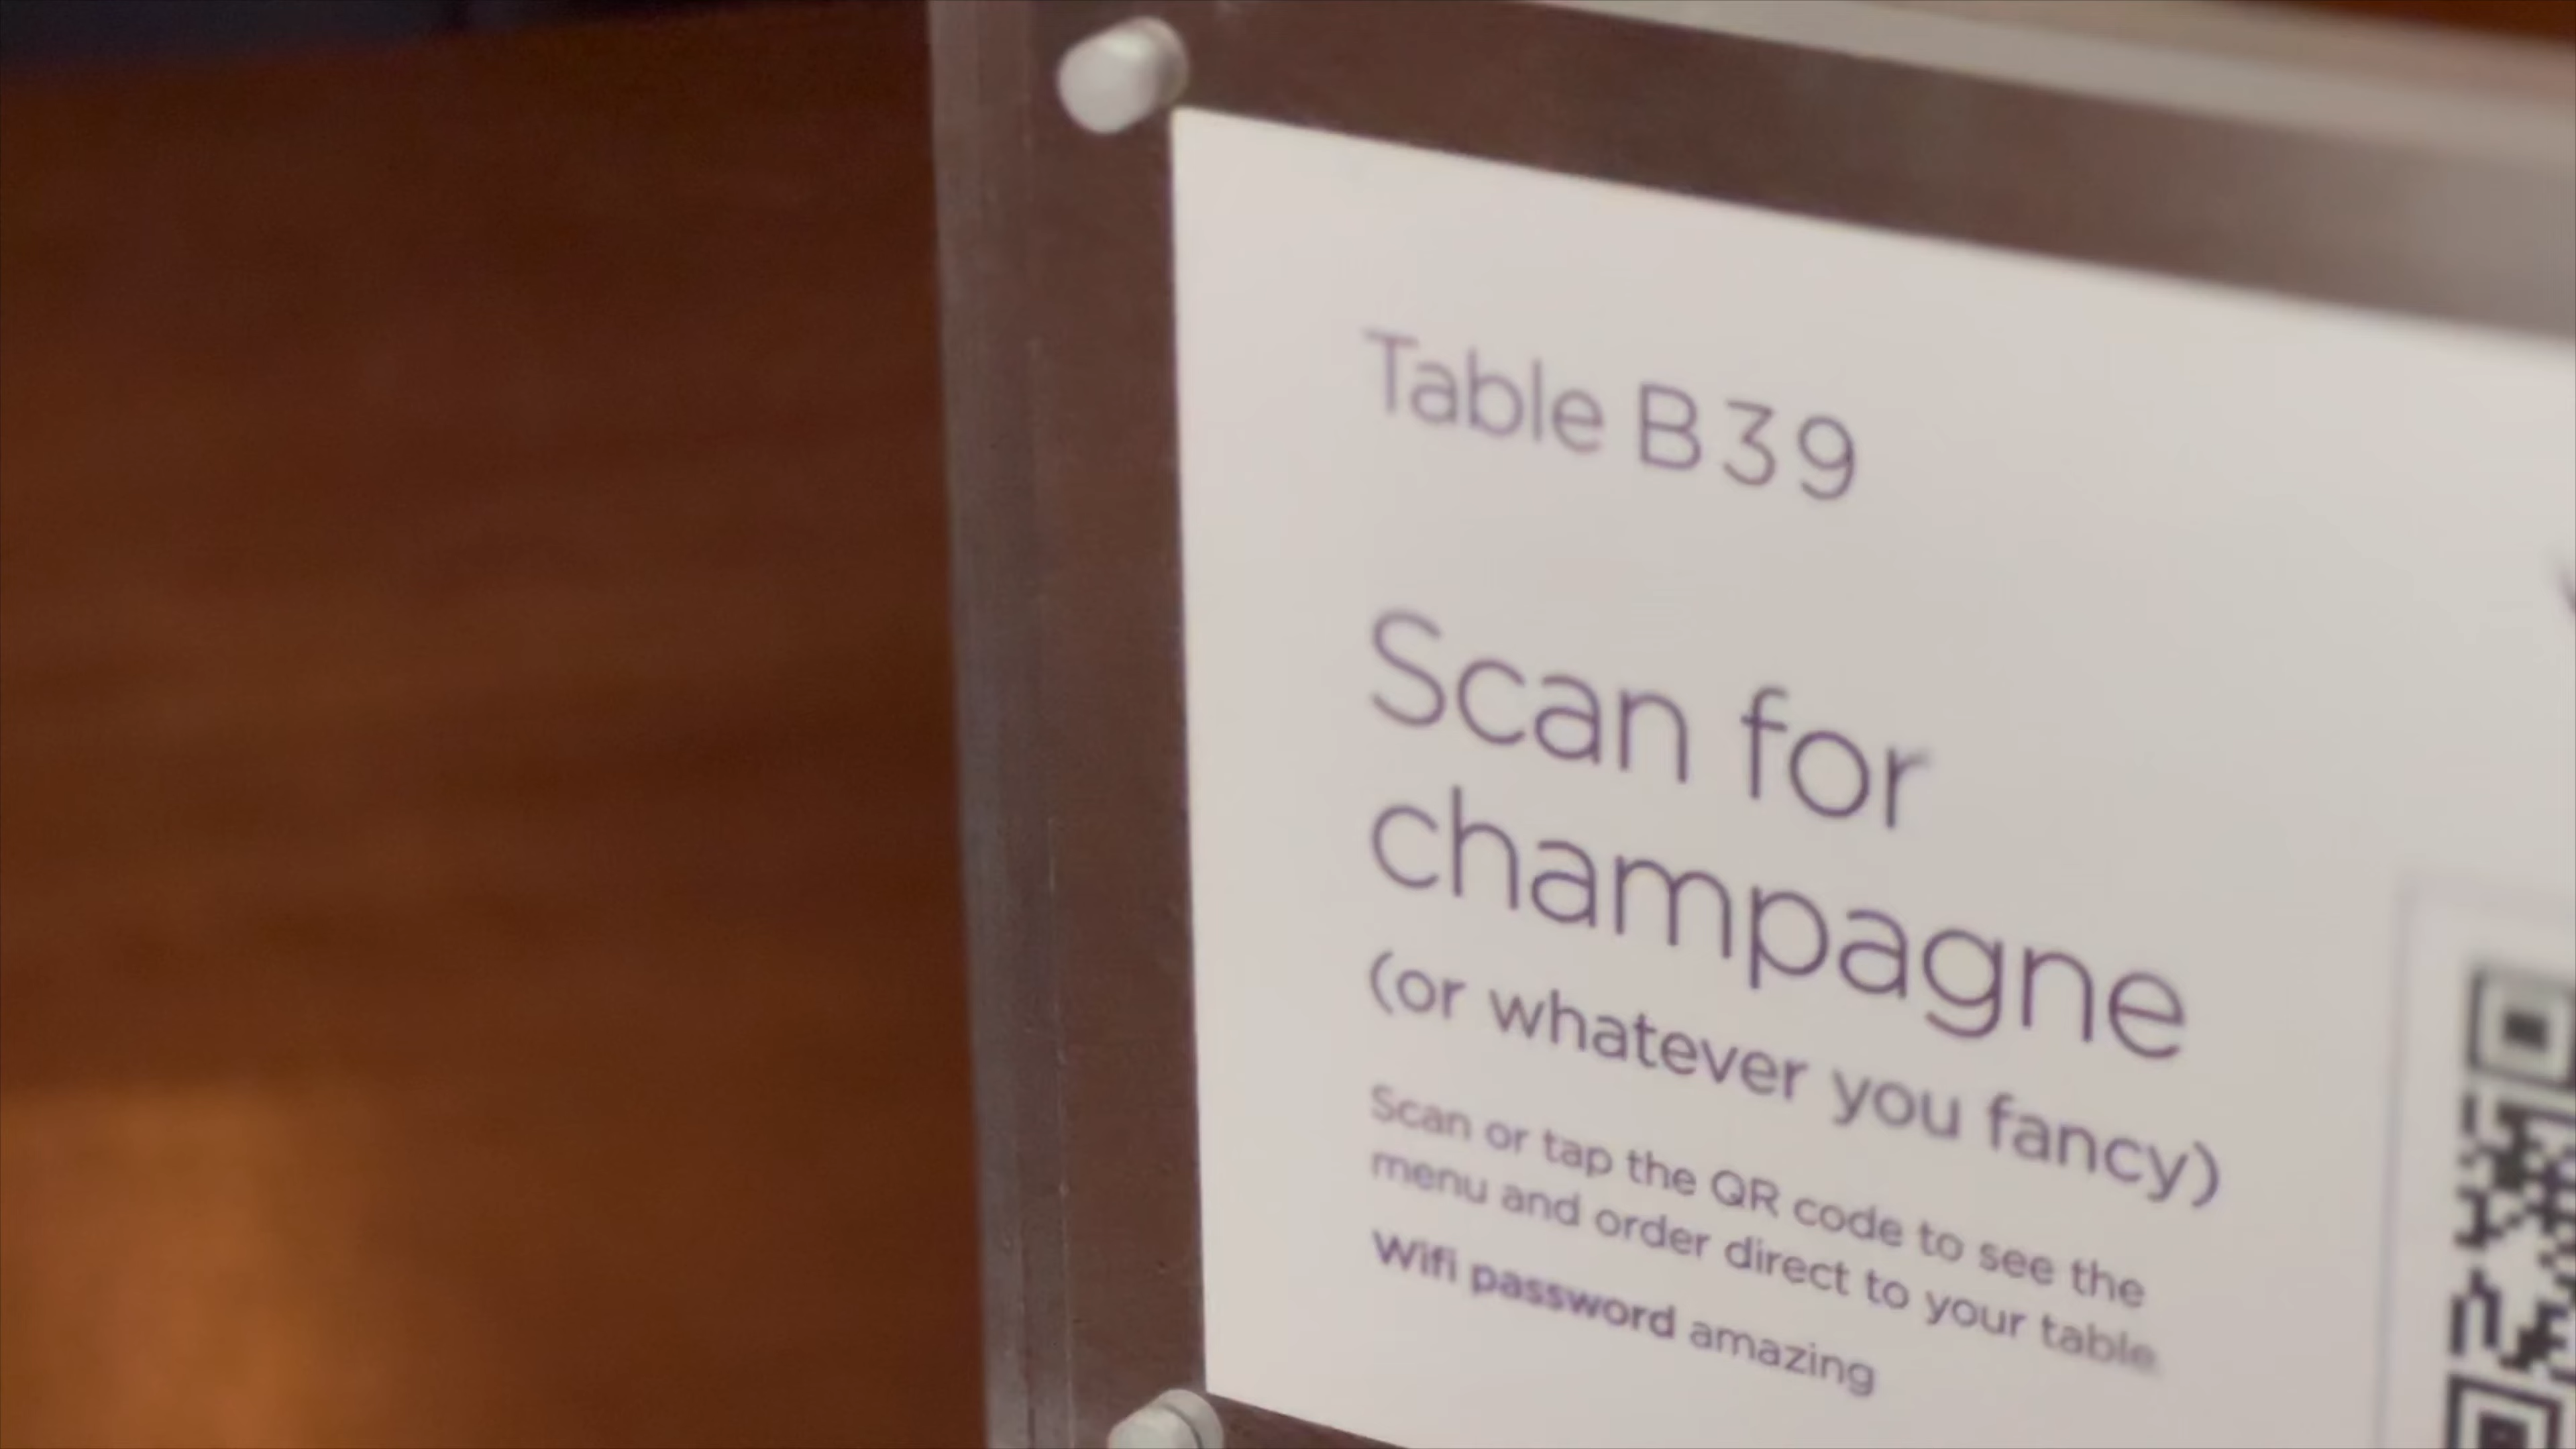 Table B39
Scan for
champagne
(or whatever you fancy)
Scan or tap the QR code to see the
menu and order direct to your table.
Wifi password amazing